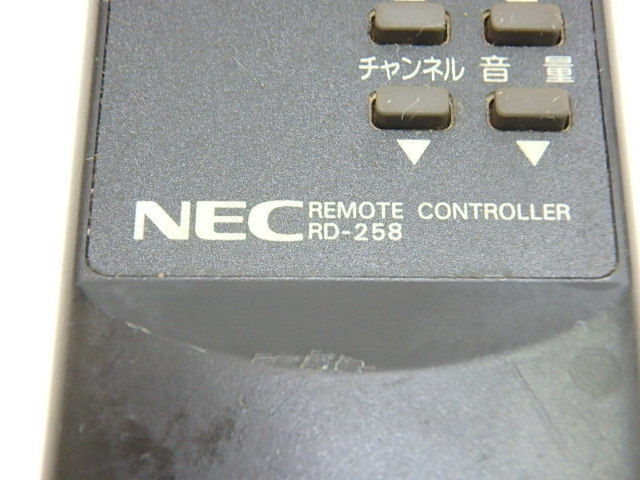 チャンネル 音 量
▼ ▼
NEC REMOTE CONTROLLER
RD-258